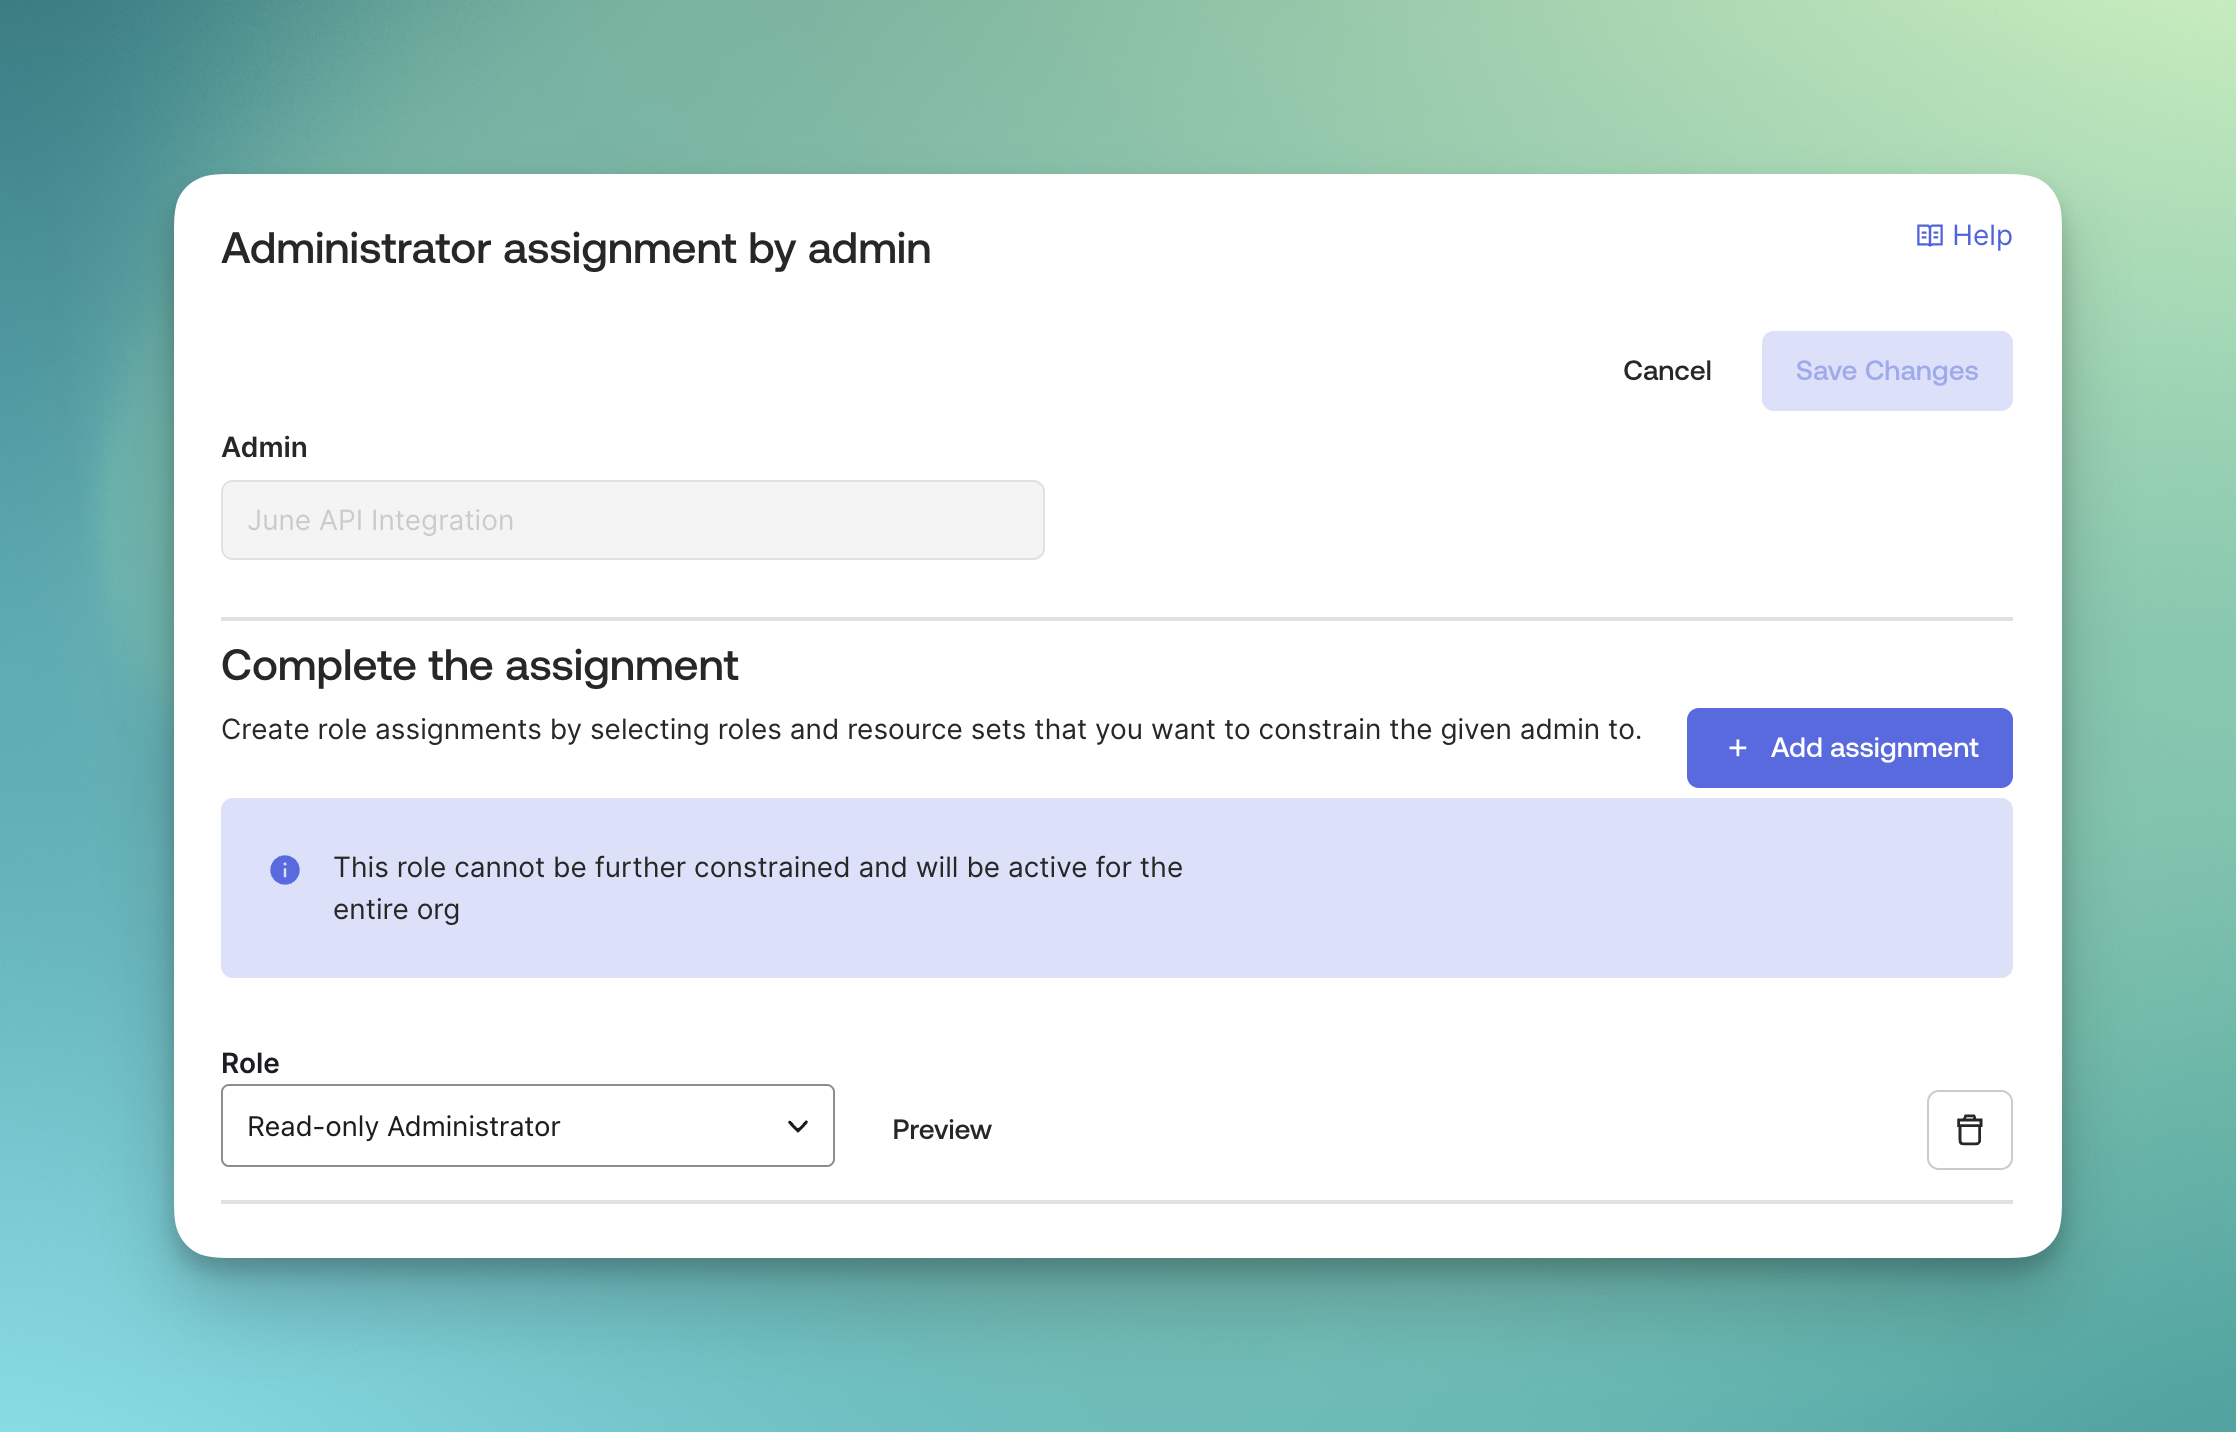 Administrator assignment by admin
Help
Cancel
Save Changes
Admin
June API Integration
Complete the assignment
Create role assignments by selecting roles and resource sets that you want to constrain the given admin to.
+ Add assignment
This role cannot be further constrained and will be active for the
entire org
Role
Read-only Administrator
Preview